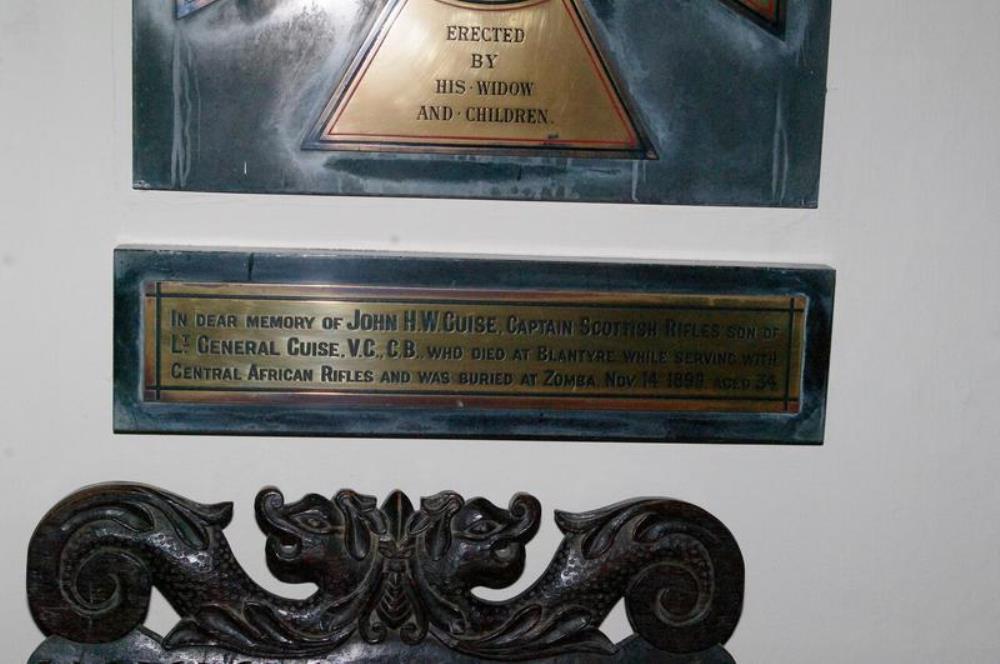 ERECTED
BY
HIS · WIDOW
AND · CHILDREN.
IN DEAR MEMORY OF JOHN H.W. GUISE, CAPTAIN SCOTTISH RIFLES SON OF
LT GENERAL GUISE, V.C., C.B., WHO DIED AT BLANTYRE WHILE SERVING WITH
CENTRAL AFRICAN RIFLES AND WAS BURIED AT ZOMBA, NOV. 14 1899 AGED 34